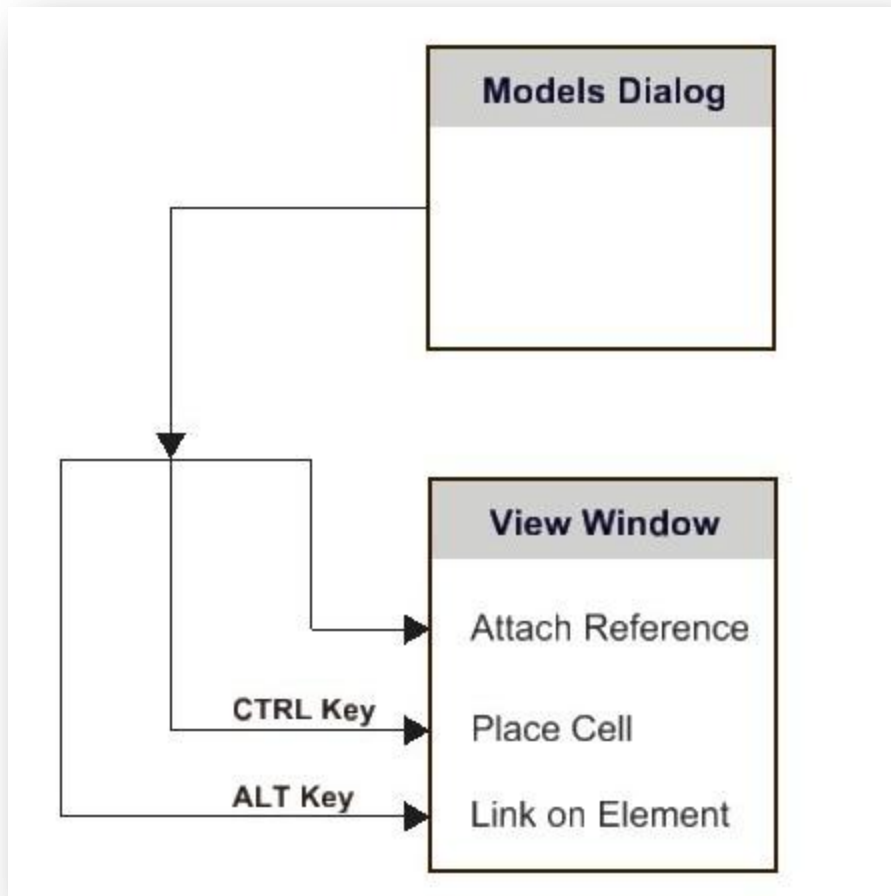 Models Dialog
View Window
Attach Reference
CTRL Key
Place Cell
ALT Key
Link on Element